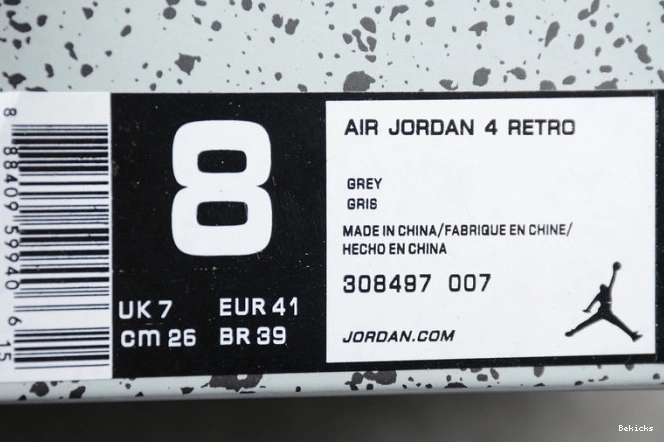 8 88409 59940 6 15
8
UK 7 EUR 41
cm 26 BR 39
AIR JORDAN 4 RETRO
GREY
GRIS
MADE IN CHINA/FABRIQUE EN CHINE/
HECHO EN CHINA
308497 007
JORDAN.COM
Bekicks